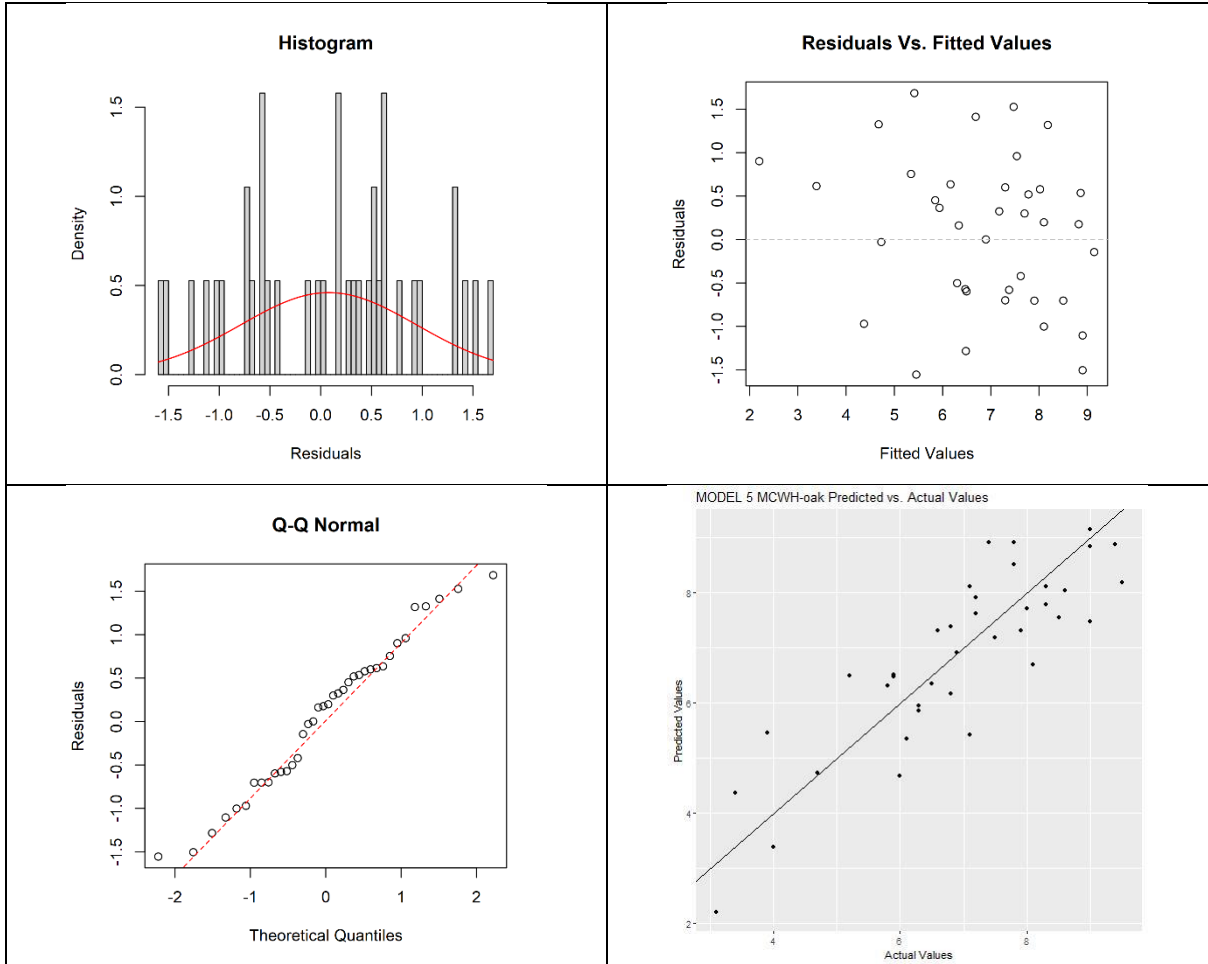 Histogram
Density
0.0 0.5 1.0 1.5
-1.5 -1.0 -0.5 0.0 0.5 1.0 1.5
Residuals
Residuals Vs. Fitted Values
Residuals
-1.5 -1.0 -0.5 0.0 0.5 1.0 1.5
2 3 4 5 6 7 8 9
Fitted Values
Q-Q Normal
Residuals
-1.5 -1.0 -0.5 0.0 0.5 1.0 1.5
-2 -1 0 1 2
Theoretical Quantiles
MODEL 5 MCWH-oak Predicted vs. Actual Values
Predicted Values
8
6
4
2
4 6 8
Actual Values